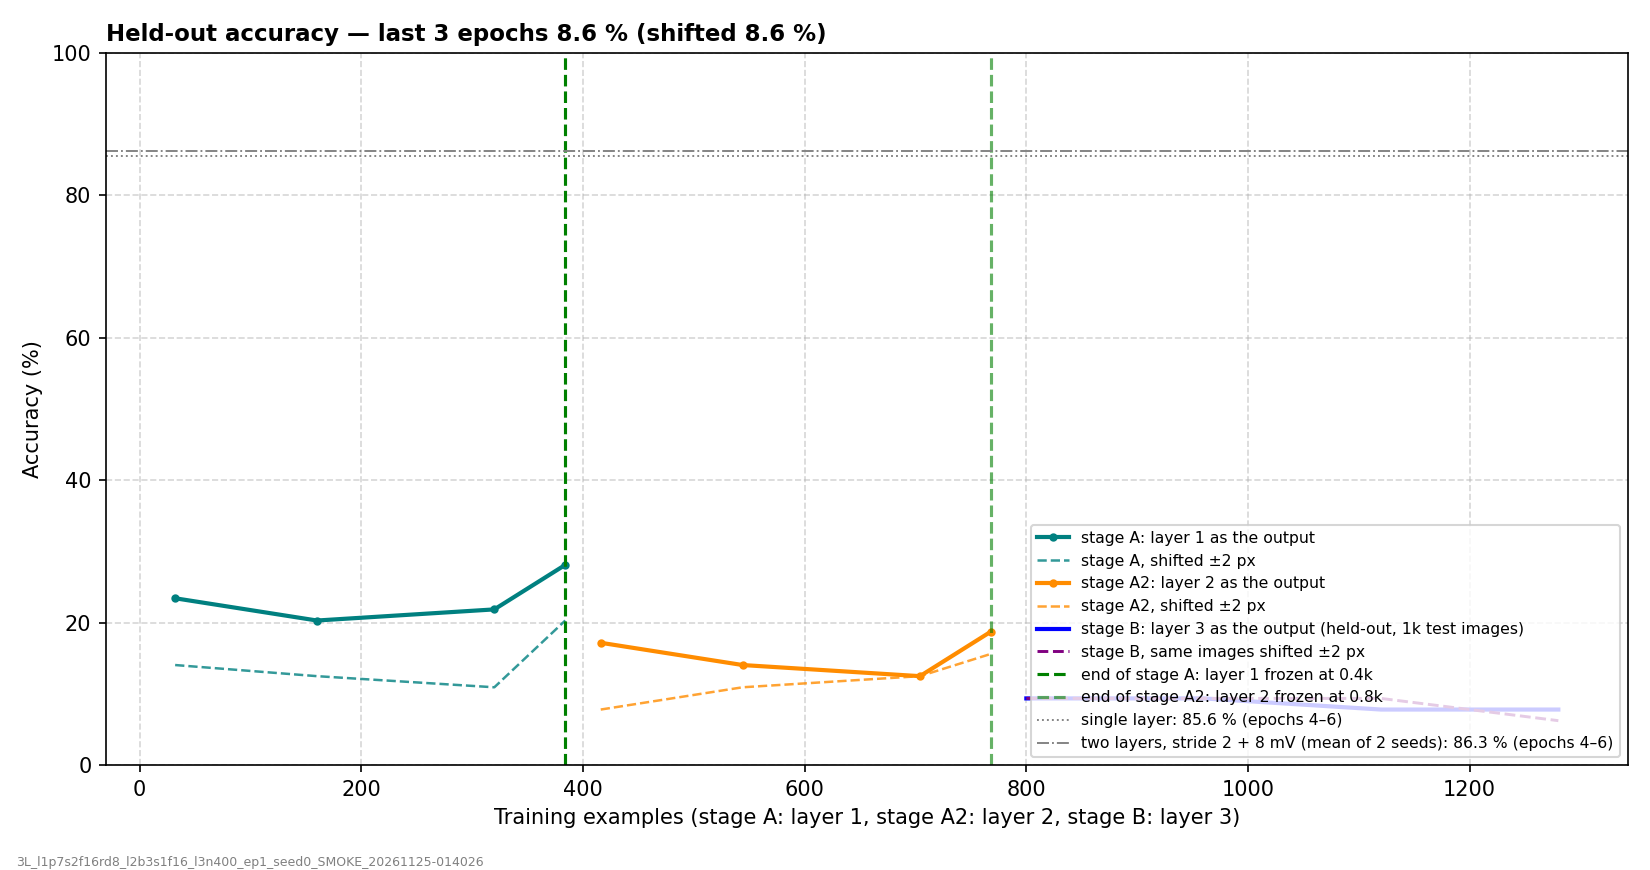 Held-out accuracy — last 3 epochs 8.6 % (shifted 8.6 %)
100
80
60
40
20
0
Accuracy (%)
stage A: layer 1 as the output
stage A, shifted ±2 px
stage A2: layer 2 as the output
stage A2, shifted ±2 px
stage B: layer 3 as the output (held-out, 1k test images)
stage B, same images shifted ±2 px
end of stage A: layer 1 frozen at 0.4k
end of stage A2: layer 2 frozen at 0.8k
single layer: 85.6 % (epochs 4–6)
two layers, stride 2 + 8 mV (mean of 2 seeds): 86.3 % (epochs 4–6)
0 200 400 600 800 1000 1200
Training examples (stage A: layer 1, stage A2: layer 2, stage B: layer 3)
3L_l1p7s2f16rd8_l2b3s1f16_l3n400_ep1_seed0_SMOKE_20261125-014026